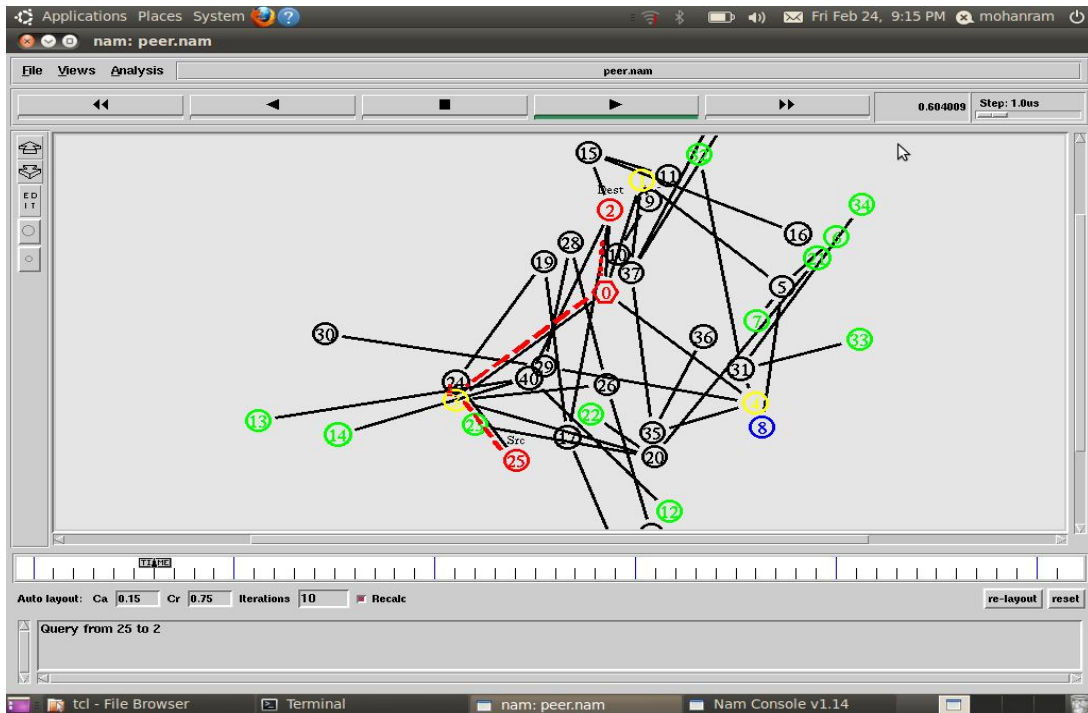 Applications Places System
Fri Feb 24, 9:15 PM mohanram
nam: peer.nam
File Views Analysis peer.nam
0.604009 Step: 1.0us
ED
IT
15
11
Dest
9
2
34
16
28
10
19
37
5
0
7
30
36
33
29
31
24
40
26
13
22
8
14
17
35
Src
20
25
12
TIME
Auto layout: Ca 0.15 Cr 0.75 Iterations 10 Recalc re-layout reset
Query from 25 to 2
tcl - File Browser Terminal nam: peer.nam Nam Console v1.14